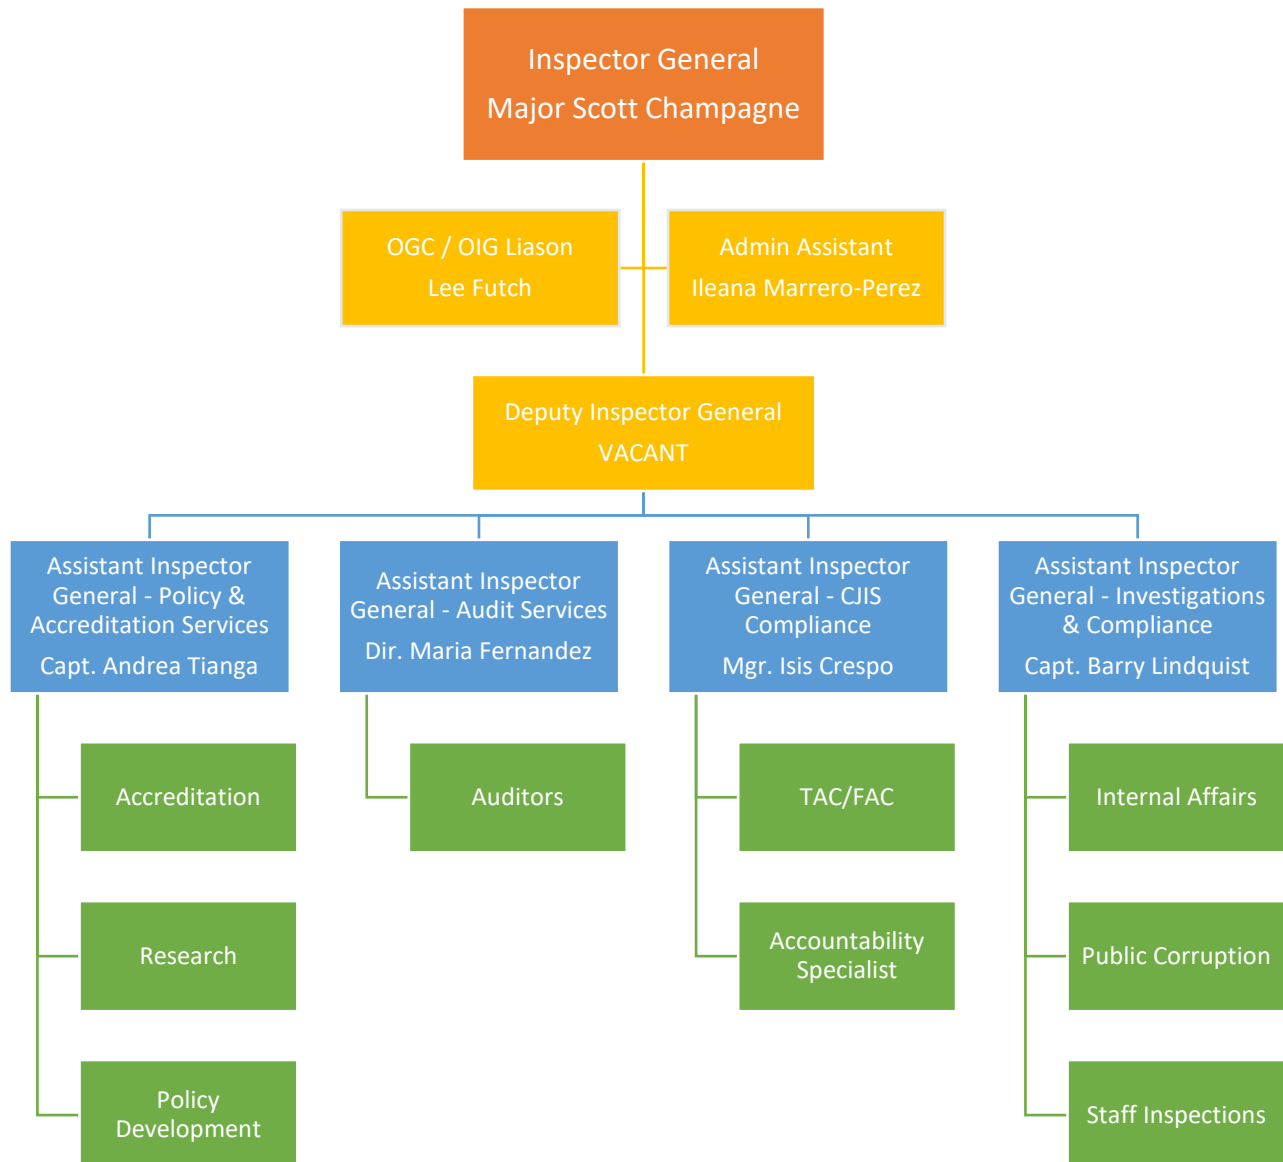 Inspector General
Major Scott Champagne
OGC / OIG Liason
Lee Futch
Admin Assistant
Ileana Marrero-Perez
Deputy Inspector General
VACANT
Assistant Inspector
General - Policy &
Accreditation Services
Capt. Andrea Tianga
Assistant Inspector
General - Audit Services
Dir. Maria Fernandez
Assistant Inspector
General - CJIS
Compliance
Mgr. Isis Crespo
Assistant Inspector
General - Investigations
& Compliance
Capt. Barry Lindquist
Accreditation
Research
Policy
Development
Auditors
TAC/FAC
Accountability
Specialist
Internal Affairs
Public Corruption
Staff Inspections